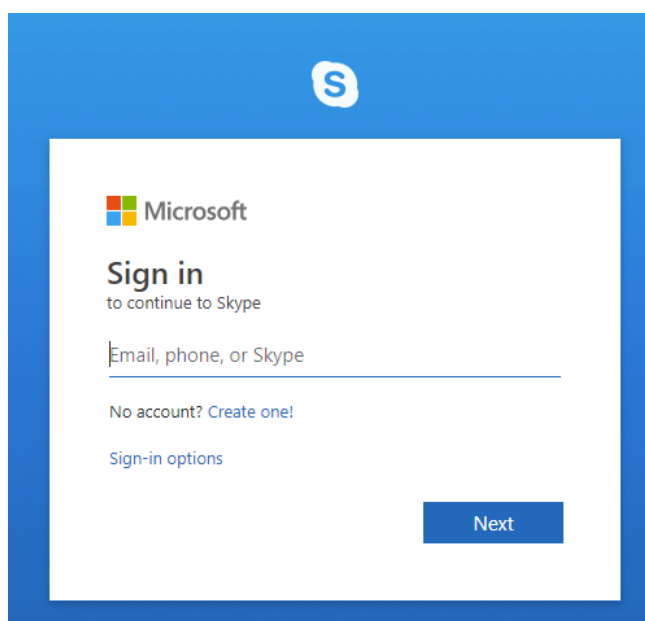 S
Microsoft
Sign in
to continue to Skype
Email, phone, or Skype
No account? Create one!
Sign-in options
Next